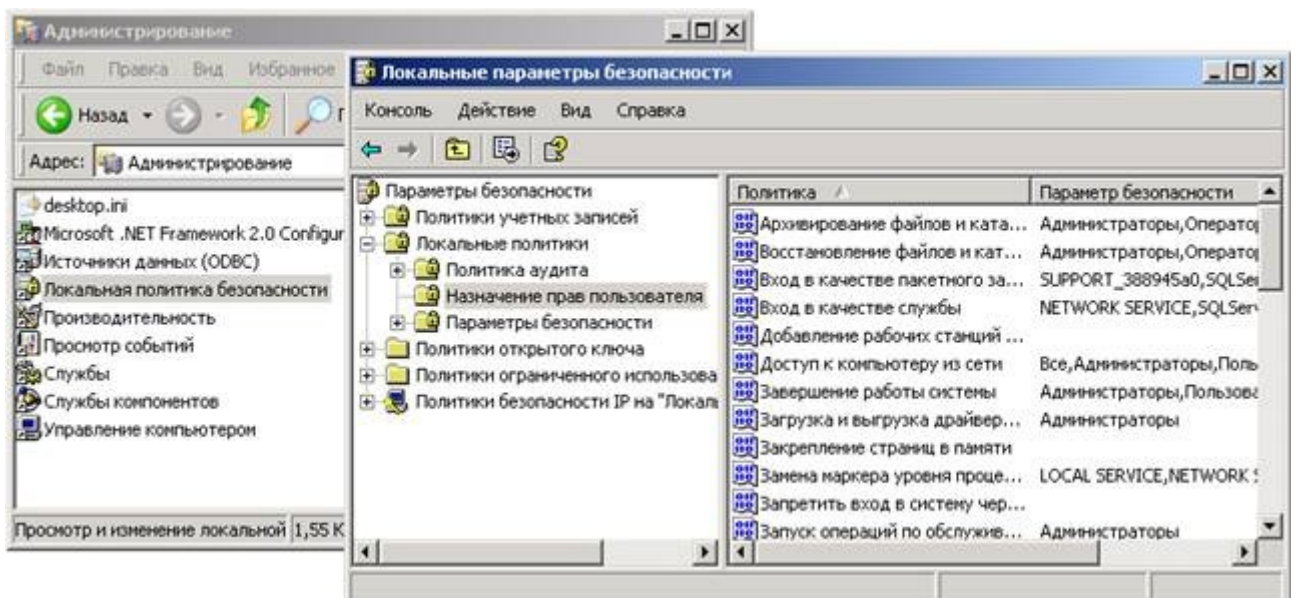 Администрирование
Файл Правка Вид Избранное
Назад
Адрес: Администрирование
desktop.ini
Microsoft .NET Framework 2.0 Configur
Источники данных (ODBC)
Локальная политика безопасности
Производительность
Просмотр событий
Службы
Службы компонентов
Управление компьютером
Просмотр и изменение локальной 1,55 К
Локальные параметры безопасности
Консоль Действие Вид Справка
Параметры безопасности
Политики учетных записей
Локальные политики
Политика аудита
Назначение прав пользователя
Параметры безопасности
Политики открытого ключа
Политики ограниченного использова
Политики безопасности IP на "Локаль
Политика Параметр безопасности
Архивирование файлов и ката... Администраторы,Оператор
Восстановление файлов и кат... Администраторы,Оператор
Вход в качестве пакетного за... SUPPORT_388945a0,SQLSer
Вход в качестве службы NETWORK SERVICE,SQLServ
Добавление рабочих станций ...
Доступ к компьютеру из сети Все,Администраторы,Поль
Завершение работы системы Администраторы,Пользова
Загрузка и выгрузка драйвер... Администраторы
Закрепление страниц в памяти
Замена маркера уровня проце... LOCAL SERVICE,NETWORK S
Запретить вход в систему чер...
Запуск операций по обслужив... Администраторы